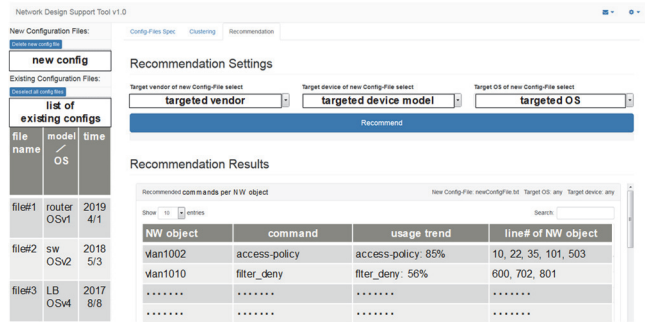 Network Design Support Tool v1.0
New Configuration Files:
Delete new config file
new config
Existing Configuration Files:
Deselect all config files
list of
existing configs
file name model ／ OS time
file#1 router OSv1 2019 4/1
file#2 sw OSv2 2018 5/3
file#3 LB OSv4 2017 8/8
Config-Files Spec Clustering Recommendation
Recommendation Settings
Target vendor of new Config-File select Target device of new Config-File select Target OS of new Config-File select
targeted vendor targeted device model targeted OS
Recommend
Recommendation Results
Recommended commands per NW object New Config-File: newConfigFile.txt Target OS: any Target device: any
Show 10 entries Search:
NW object command usage trend line# of NW object
vlan1002 access-policy access-policy: 85% 10, 22, 35, 101, 503
vlan1010 filter_deny flter_deny: 56% 600, 702, 801
······· ······· ······· ·······
······· ······· ······· ·······